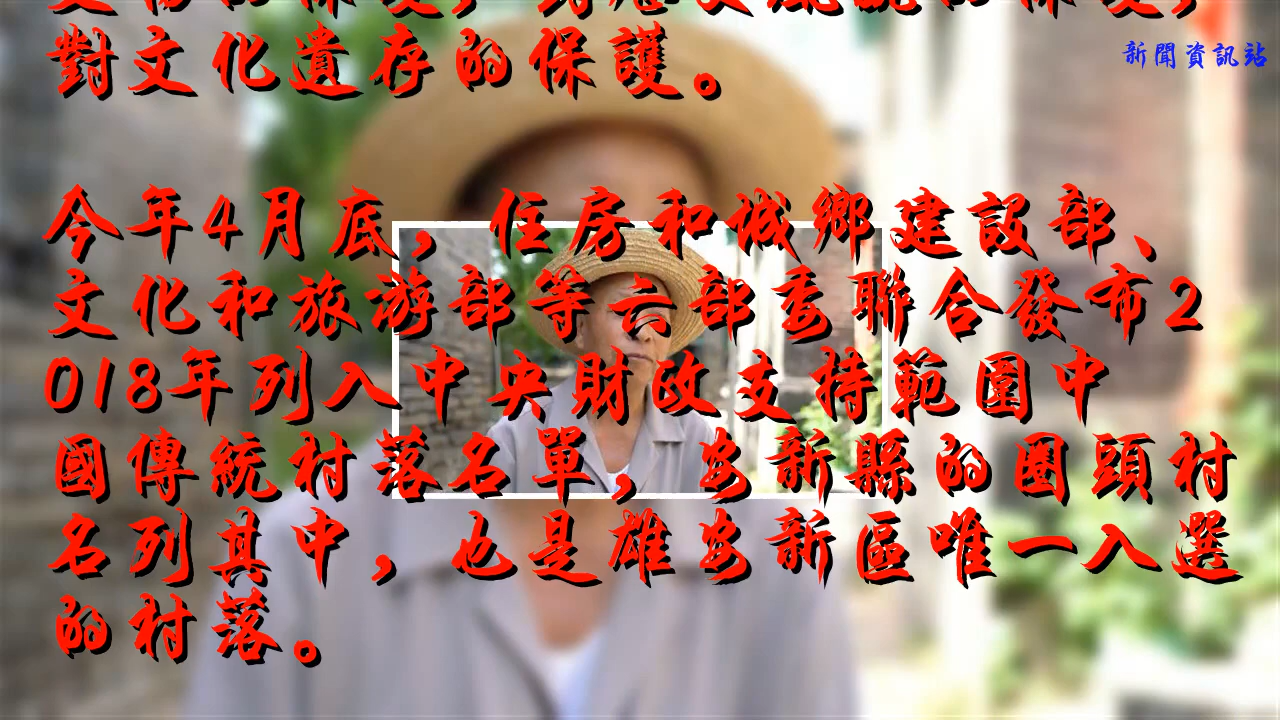 對文化遺存的保護。
新聞資訊站
今年4月底，住房和城鄉建設部、
文化和旅游部等六部委聯合發布2
018年列入中央財政支持範圍中
國傳統村落名單，安新縣的圈頭村
名列其中，也是雄安新區唯一入選
的村落。